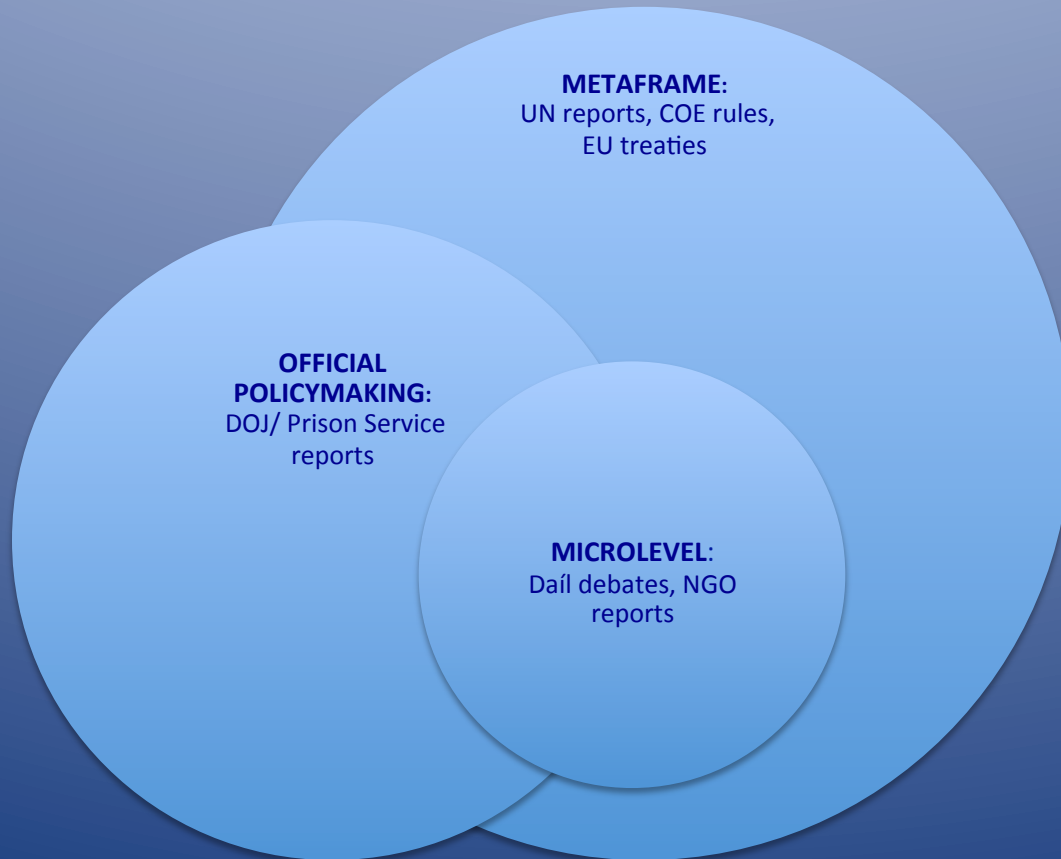 METAFRAME:
UN reports, COE rules,
EU treaties
OFFICIAL
POLICYMAKING:
DOJ/ Prison Service
reports
MICROLEVEL:
Daíl debates, NGO
reports